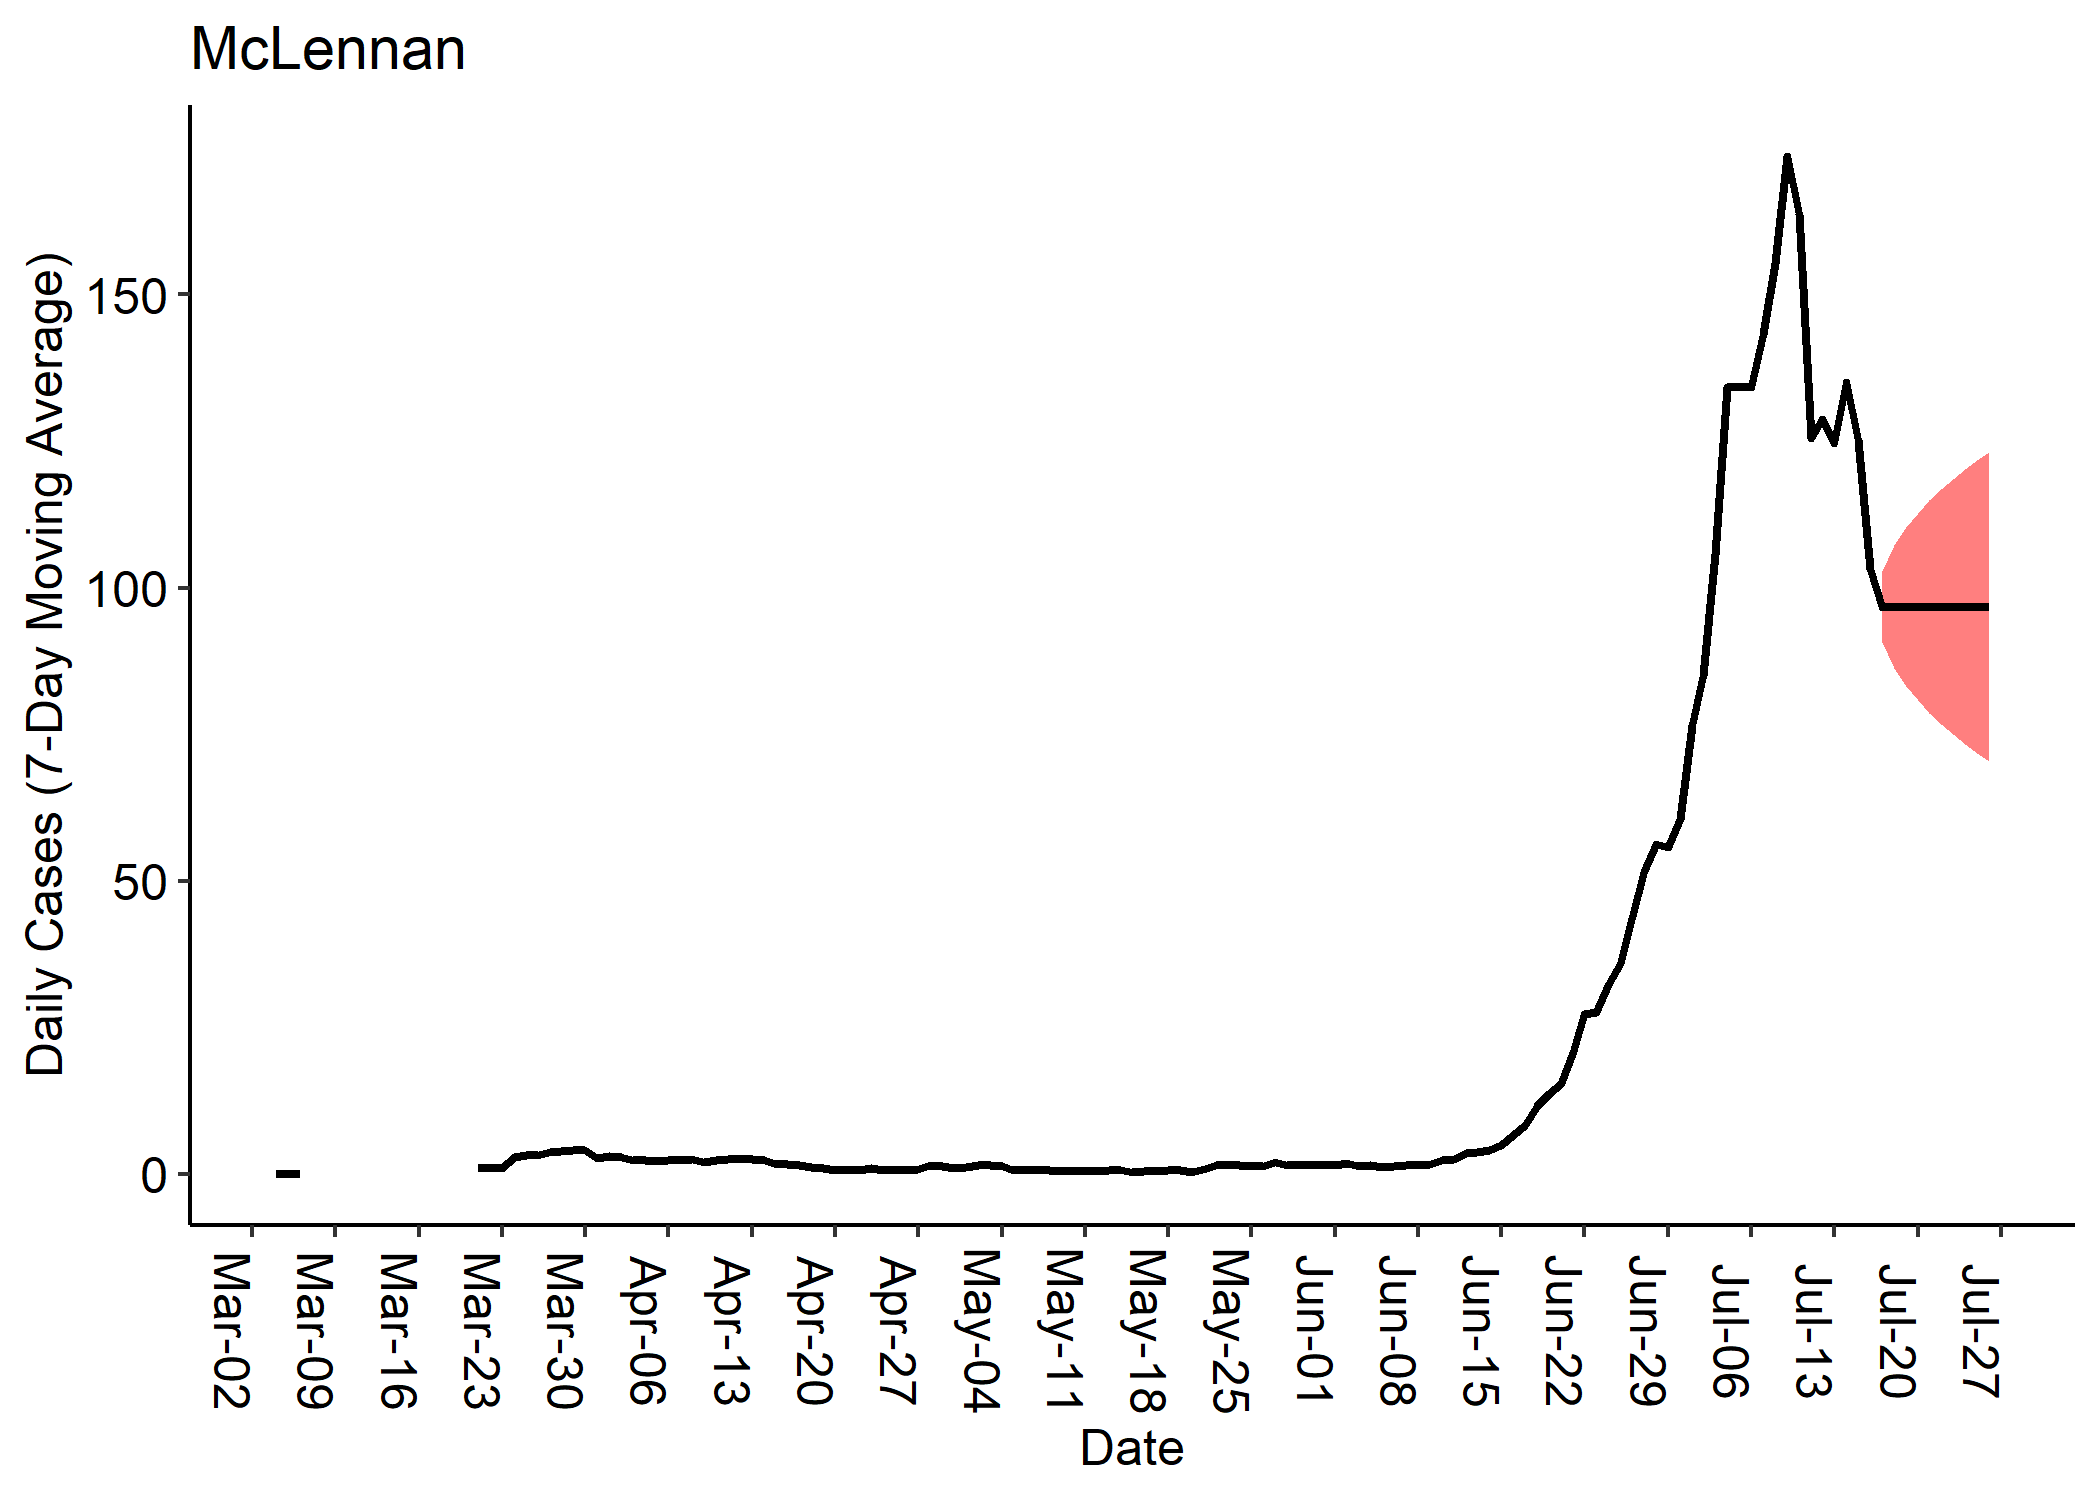 McLennan
Daily Cases (7-Day Moving Average)
150
100
50
0
Mar-02
Mar-09
Mar-16
Mar-23
Mar-30
Apr-06
Apr-13
Apr-20
Apr-27
May-04
May-11
May-18
May-25
Jun-01
Jun-08
Jun-15
Jun-22
Jun-29
Jul-06
Jul-13
Jul-20
Jul-27
Date